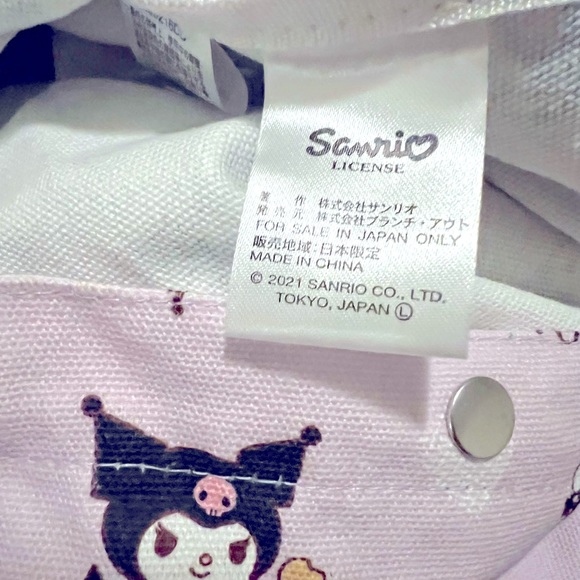 Sanrio
LICENSE
著 作 株式会社サンリオ
発 売 元 株式会社ブランチ・アウト
FOR SALE IN JAPAN ONLY
販売地域:日本限定
MADE IN CHINA
© 2021 SANRIO CO., LTD.
TOKYO, JAPAN Ⓛ